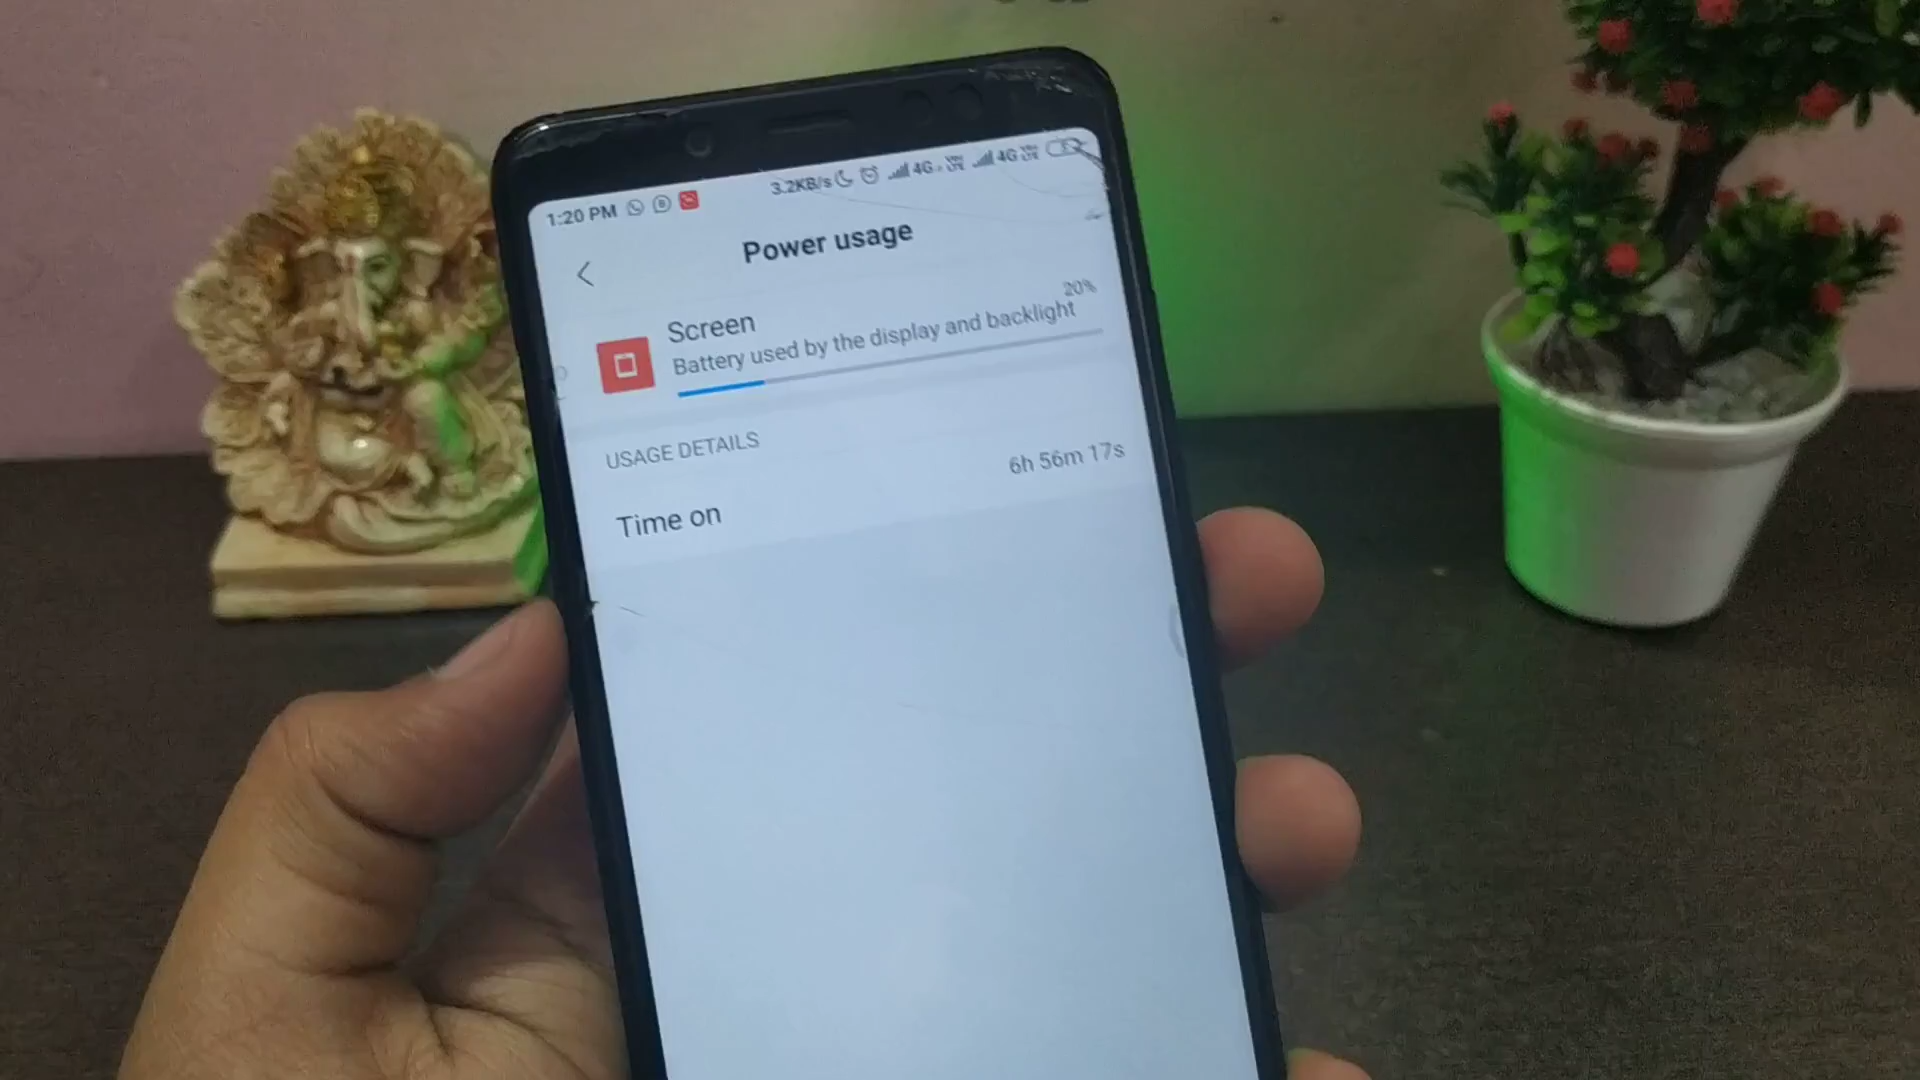 1:20 PM
3.2KB/s 4G 4G
Power usage
Screen
20%
Battery used by the display and backlight
USAGE DETAILS
Time on
6h 56m 17s